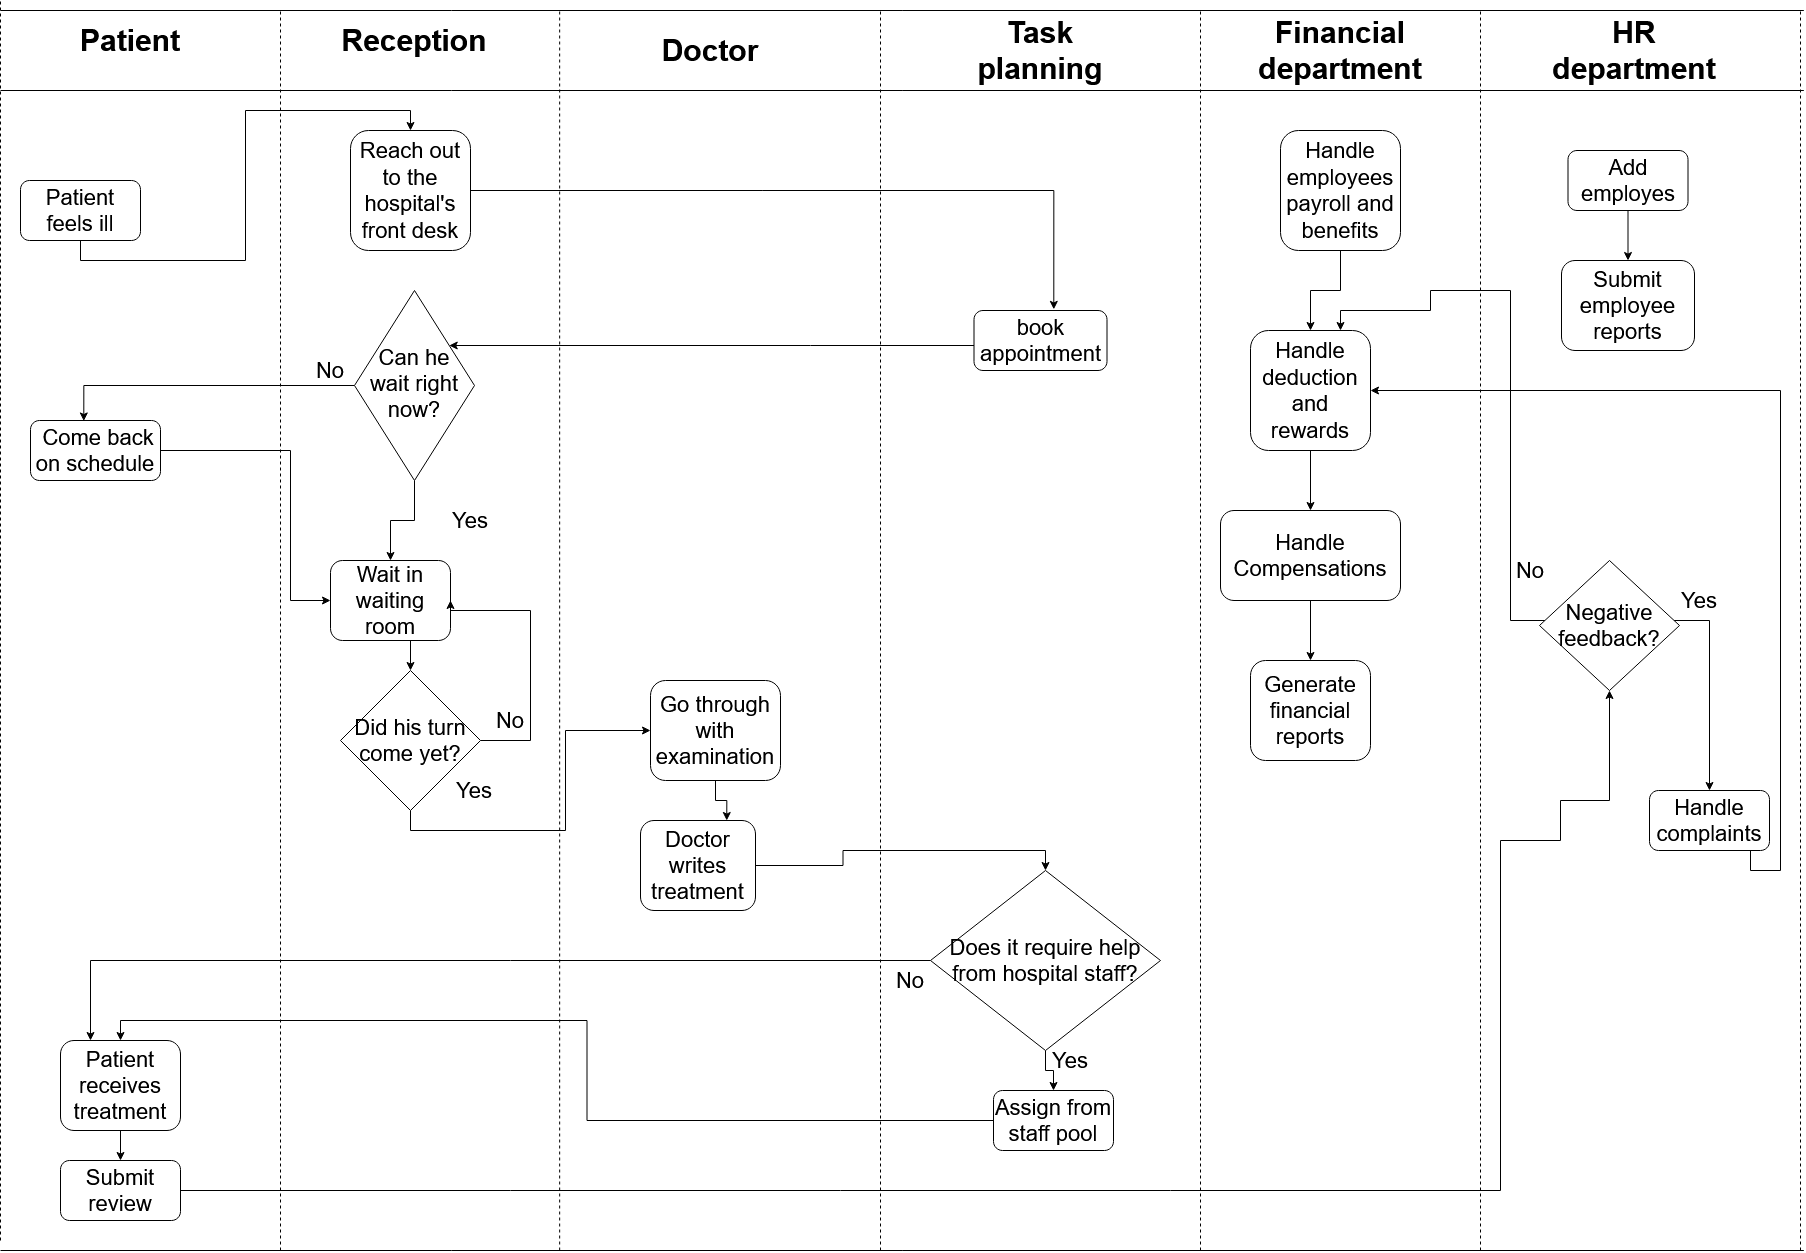 Patient
Reception
Doctor
Task
planning
Financial
department
HR
department
Patient
feels ill
Reach out
to the
hospital's
front desk
Handle
employees
payroll and
benefits
Add
employes
Submit
employee
reports
book
appointment
Can he
wait right
now?
No
Yes
Come back
on schedule
Handle
deduction
and
rewards
Wait in
waiting
room
Did his turn
come yet?
No
Yes
Handle
Compensations
Generate
financial
reports
Negative
feedback?
No
Yes
Handle
complaints
Go through
with
examination
Doctor
writes
treatment
Does it require help
from hospital staff?
No
Yes
Assign from
staff pool
Patient
receives
treatment
Submit
review